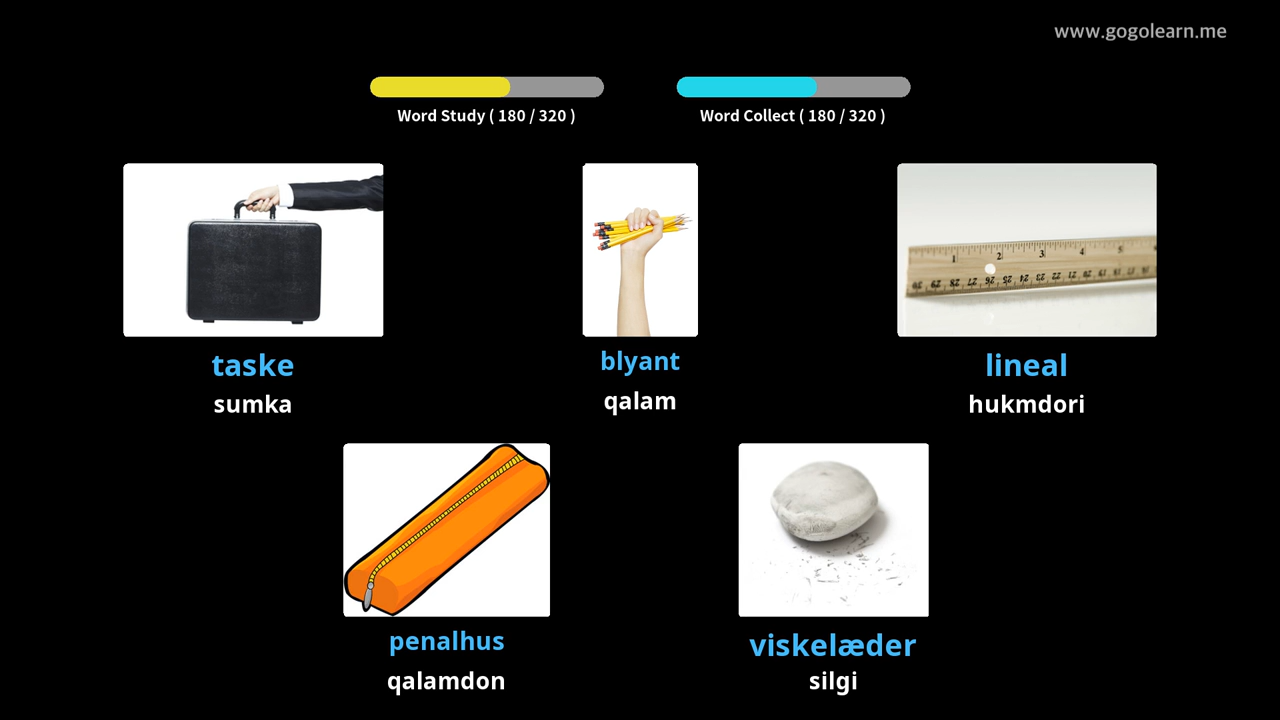 www.gogolearn.me
Word Study ( 180 / 320 )
Word Collect ( 180 / 320 )
taske
sumka
blyant
qalam
lineal
hukmdori
penalhus
qalamdon
viskelæder
silgi